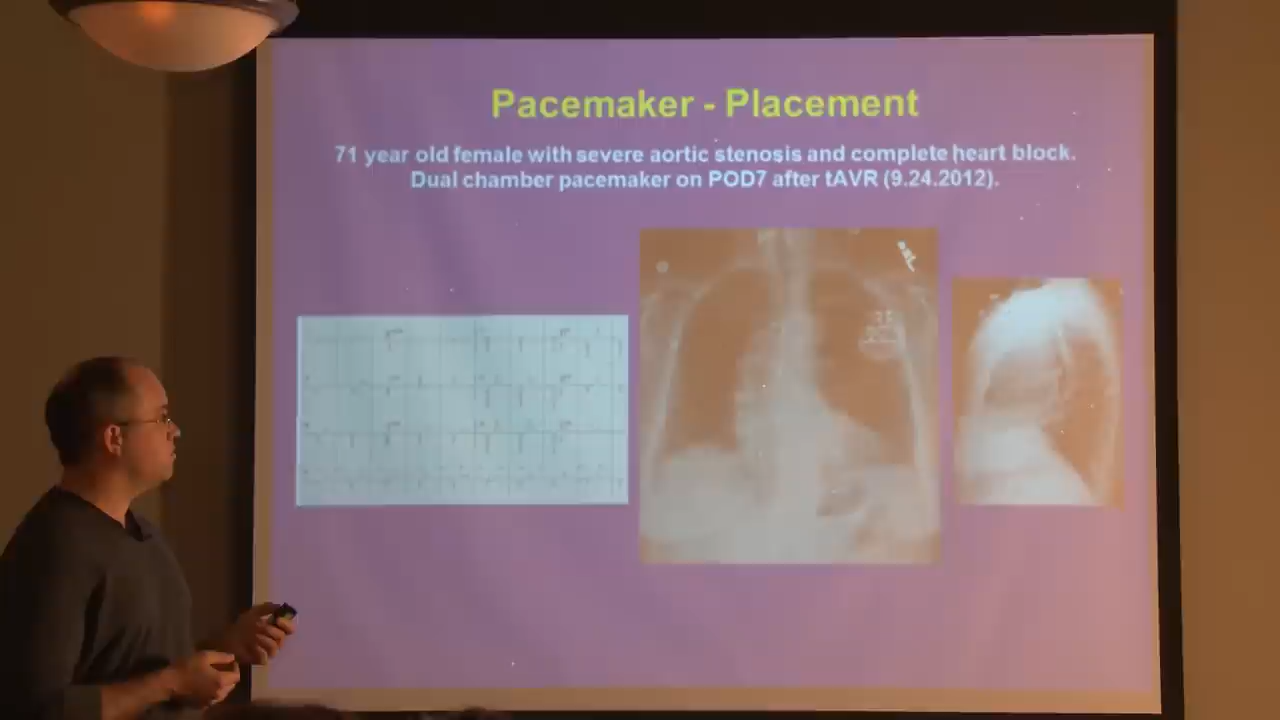 Pacemaker - Placement
71 year old female with severe aortic stenosis and complete heart block.
Dual chamber pacemaker on POD7 after tAVR (9.24.2012).